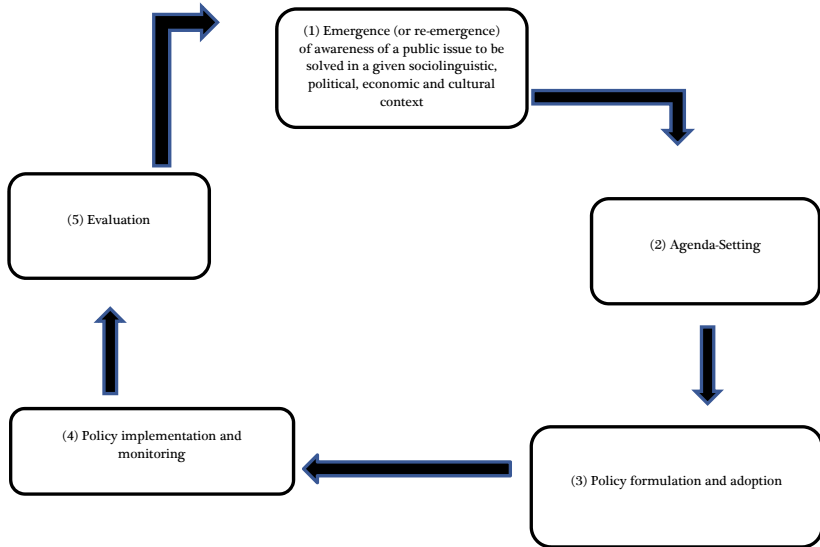 (1) Emergence (or re-emergence)
of awareness of a public issue to be
solved in a given sociolinguistic,
political, economic and cultural
context
(2) Agenda-Setting
(3) Policy formulation and adoption
(4) Policy implementation and
monitoring
(5) Evaluation